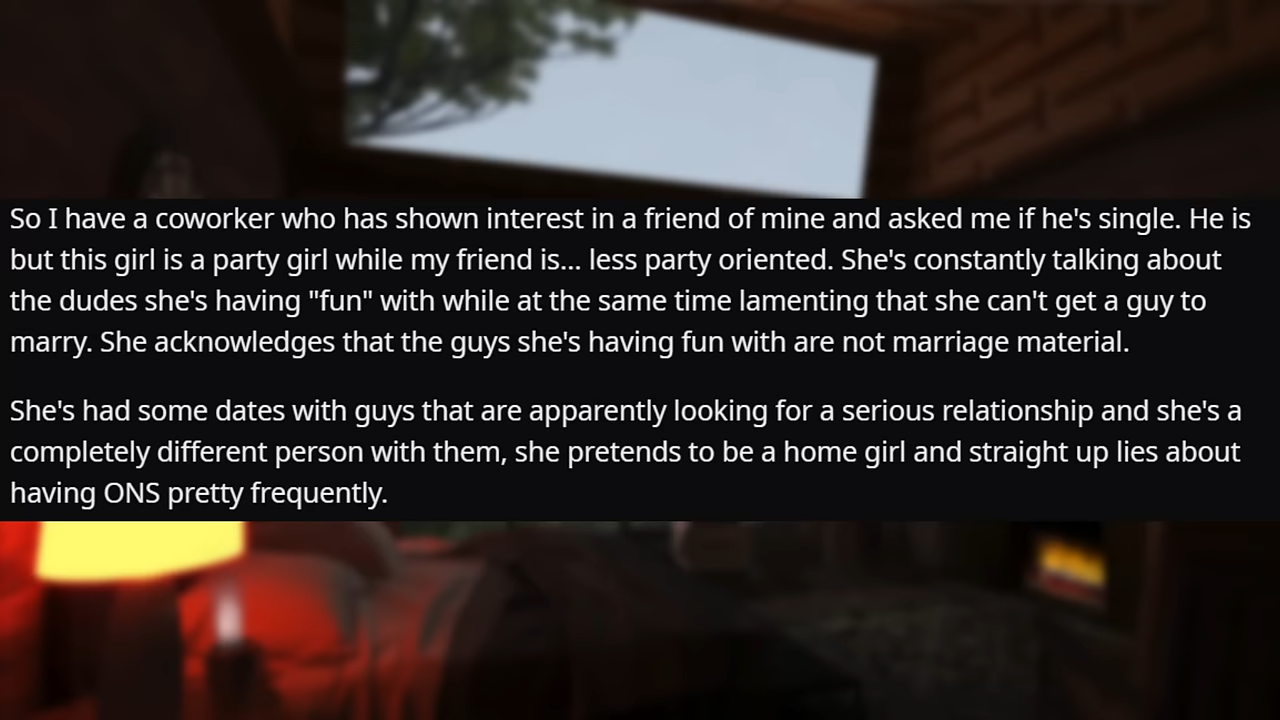 So I have a coworker who has shown interest in a friend of mine and asked me if he's single. He is
but this girl is a party girl while my friend is... less party oriented. She's constantly talking about
the dudes she's having "fun" with while at the same time lamenting that she can't get a guy to
marry. She acknowledges that the guys she's having fun with are not marriage material.
She's had some dates with guys that are apparently looking for a serious relationship and she's a
completely different person with them, she pretends to be a home girl and straight up lies about
having ONS pretty frequently.